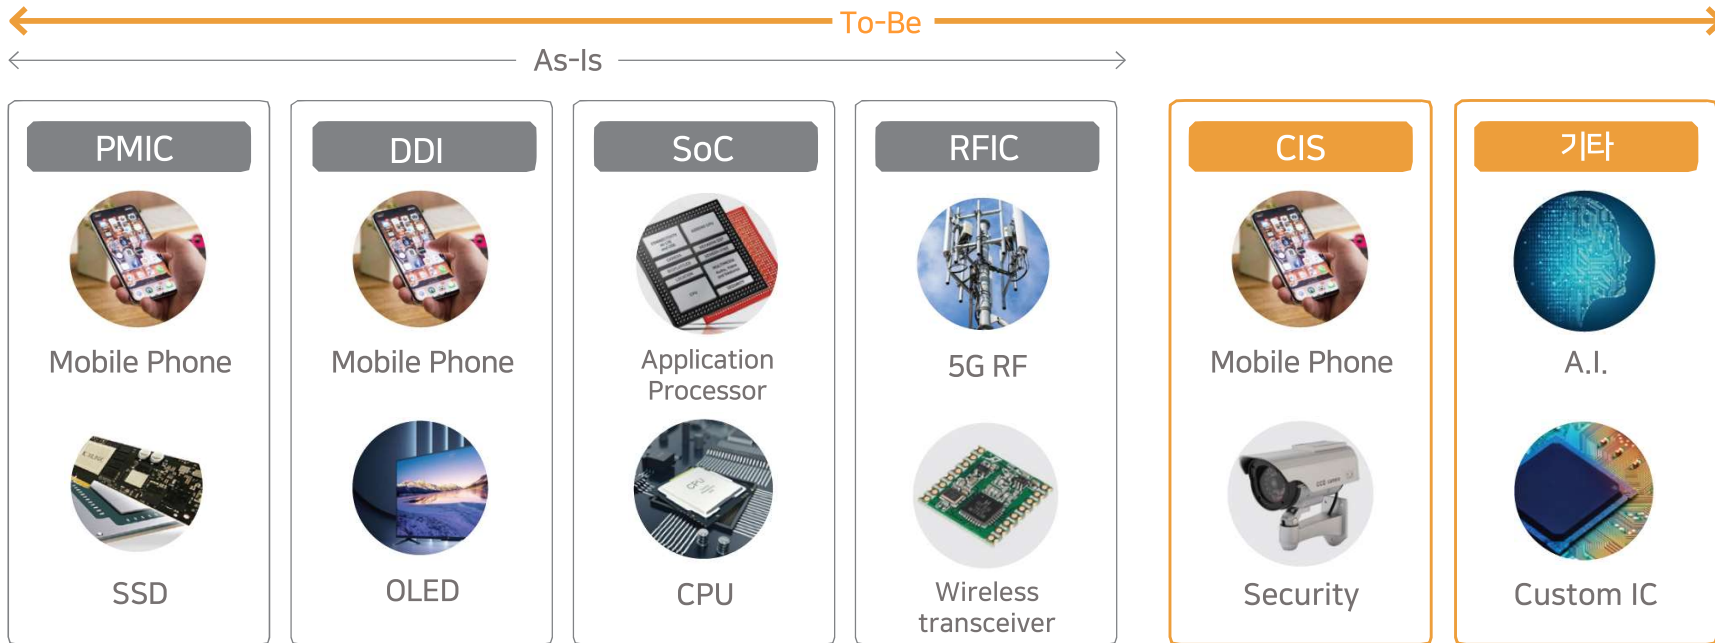 To-Be
As-Is
PMIC
Mobile Phone
SSD
DDI
Mobile Phone
OLED
SoC
Application
Processor
CPU
CPU
RFIC
5G RF
Wireless
transceiver
CIS
Mobile Phone
Security
기타
A.I.
Custom IC